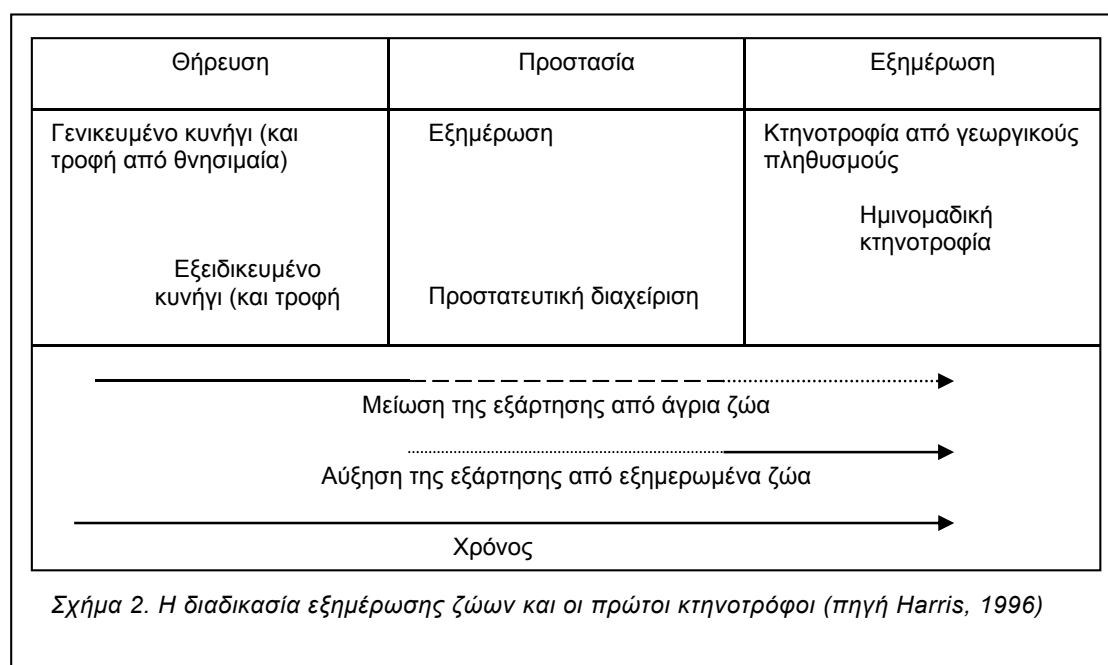 Θήρευση
Προστασία
Εξημέρωση
Γενικευμένο κυνήγι (και
τροφή από θνησιμαία)
Εξειδικευμένο
κυνήγι (και τροφή
Εξημέρωση
Προστατευτική διαχείριση
Κτηνοτροφία από γεωργικούς
πληθυσμούς
Ημινομαδική
κτηνοτροφία
Μείωση της εξάρτησης από άγρια ζώα
Αύξηση της εξάρτησης από εξημερωμένα ζώα
Χρόνος
Σχήμα 2. Η διαδικασία εξημέρωσης ζώων και οι πρώτοι κτηνοτρόφοι (πηγή Harris, 1996)